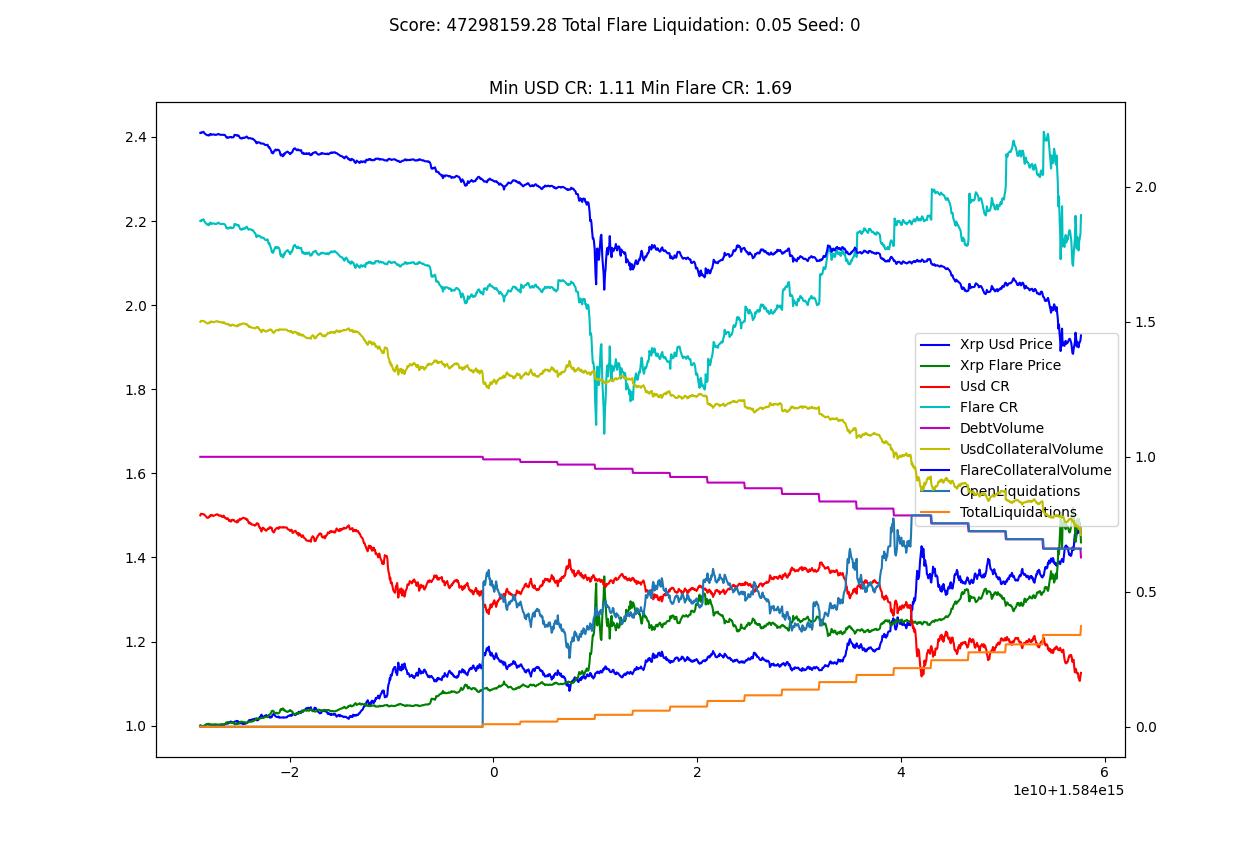 Score: 47298159.28 Total Flare Liquidation: 0.05 Seed: 0
Min USD CR: 1.11 Min Flare CR: 1.69
2.4
2.2
2.0
1.8
1.6
1.4
1.2
1.0
2.0
1.5
1.0
0.5
0.0
Xrp Usd Price
Xrp Flare Price
Usd CR
Flare CR
DebtVolume
UsdCollateralVolume
FlareCollateralVolume
OpenLiquidations
TotalLiquidations
−2 0 2 4 6
1e10+1.584e15